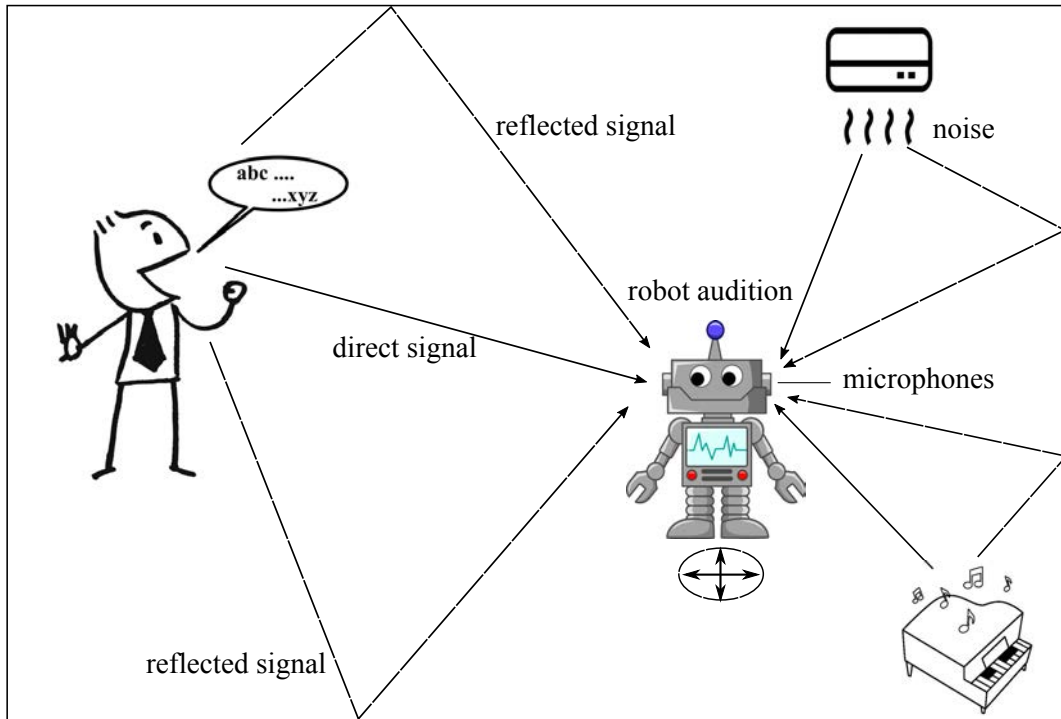 reflected signal
noise
abc ....
...xyz
robot audition
direct signal
microphones
reflected signal